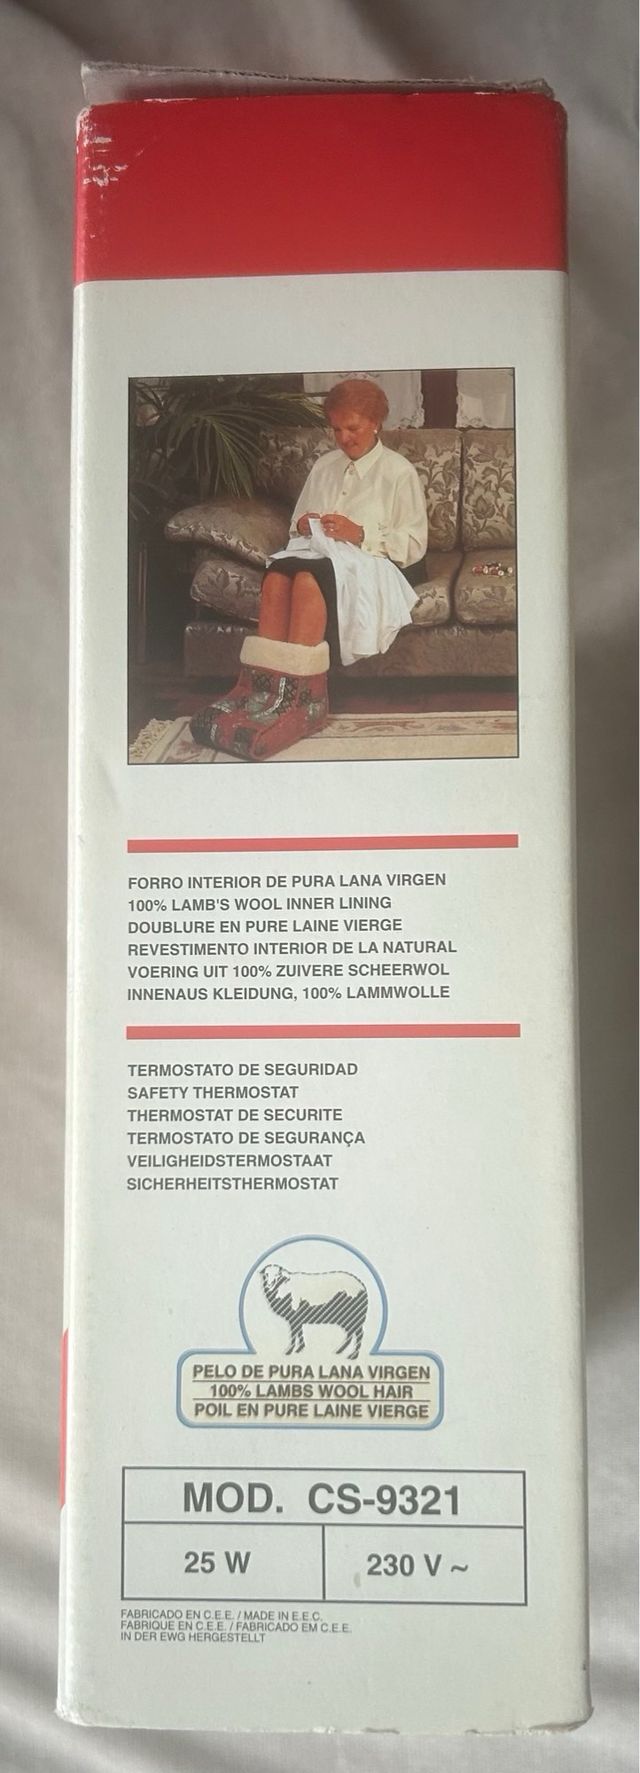 FORRO INTERIOR DE PURA LANA VIRGEN
100% LAMB'S WOOL INNER LINING
DOUBLURE EN PURE LAINE VIERGE
REVESTIMENTO INTERIOR DE LA NATURAL
VOERING UIT 100% ZUIVERE SCHEERWOL
INNENAUS KLEIDUNG, 100% LAMMWOLLE
TERMOSTATO DE SEGURIDAD
SAFETY THERMOSTAT
THERMOSTAT DE SECURITE
TERMOSTATO DE SEGURANÇA
VEILIGHEIDSTERMOSTAAT
SICHERHEITSTHERMOSTAT
PELO DE PURA LANA VIRGEN
100% LAMBS WOOL HAIR
POIL EN PURE LAINE VIERGE
MOD. CS-9321
25 W 230 V ~
FABRICADO EN C.E.E. / MADE IN E.E.C.
FABRIQUE EN C.E.E. / FABRICADO EM C.E.E.
IN DER EWG HERGESTELLT